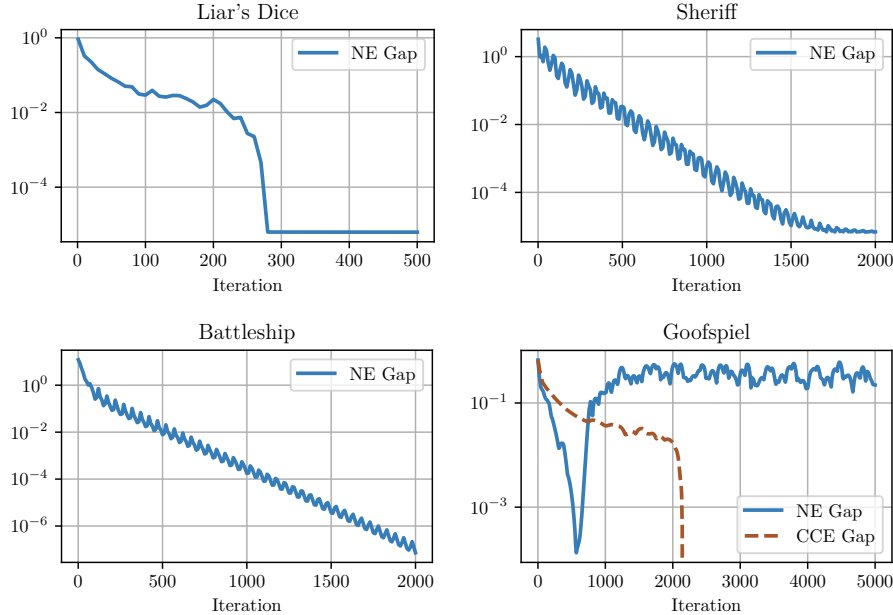 Liar's Dice
NE Gap
10^0
10^-2
10^-4
0 100 200 300 400 500
Iteration
Sheriff
NE Gap
10^0
10^-2
10^-4
0 500 1000 1500 2000
Iteration
Battleship
NE Gap
10^0
10^-2
10^-4
10^-6
0 500 1000 1500 2000
Iteration
Goofspiel
10^-1
10^-3
NE Gap
CCE Gap
0 1000 2000 3000 4000 5000
Iteration